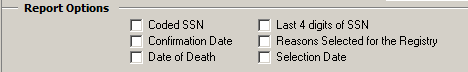 Report Options
Coded SSN
Last 4 digits of SSN
Confirmation Date
Reasons Selected for the Registry
Date of Death
Selection Date